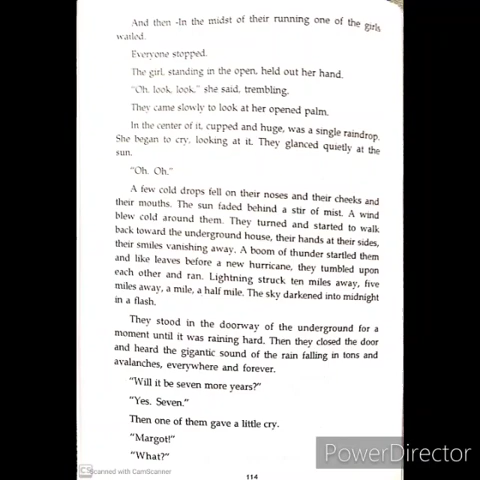 And then -In the midst of their running one of the girls
wailed.
Everyone stopped.
The girl, standing in the open, held out her hand.
"Oh, look, look," she said, trembling.
They came slowly to look at her opened palm.
In the center of it, cupped and huge, was a single raindrop.
She began to cry, looking at it. They glanced quietly at the
sun.
"Oh. Oh."
A few cold drops fell on their noses and their cheeks and
their mouths. The sun faded behind a stir of mist. A wind
blew cold around them. They turned and started to walk
back toward the underground house, their hands at their sides,
their smiles vanishing away. A boom of thunder startled them
and like leaves before a new hurricane, they tumbled upon
each other and ran. Lightning struck ten miles away, five
miles away, a mile, a half mile. The sky darkened into midnight
in a flash.
They stood in the doorway of the underground for a
moment until it was raining hard. Then they closed the door
and heard the gigantic sound of the rain falling in tons and
avalanches, everywhere and forever.
"Will it be seven more years?"
"Yes. Seven."
Then one of them gave a little cry.
"Margot!"
"What?"
PowerDirector
CS Scanned with CamScanner
114